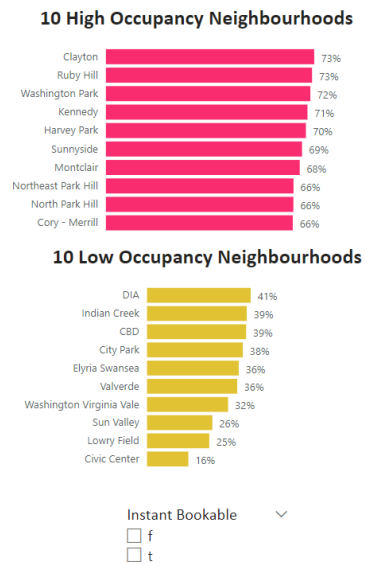 10 High Occupancy Neighbourhoods
Clayton 73%
Ruby Hill 73%
Washington Park 72%
Kennedy 71%
Harvey Park 70%
Sunnyside 69%
Montclair 68%
Northeast Park Hill 66%
North Park Hill 66%
Cory - Merrill 66%
10 Low Occupancy Neighbourhoods
DIA 41%
Indian Creek 39%
CBD 39%
City Park 38%
Elyria Swansea 36%
Valverde 36%
Washington Virginia Vale 32%
Sun Valley 26%
Lowry Field 25%
Civic Center 16%
Instant Bookable
f
t